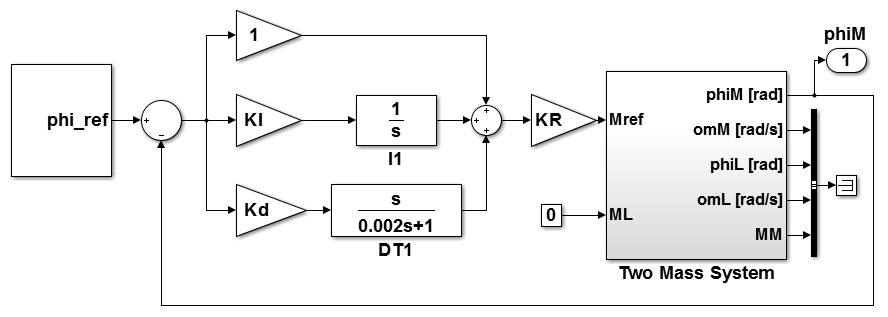 phiM
1
1
phi_ref
+
−
KI
1
s
I1
+
+
+
KR
Kd
s
0.002s+1
DT1
0
Mref
ML
phiM [rad]
omM [rad/s]
phiL [rad]
omL [rad/s]
MM
Two Mass System